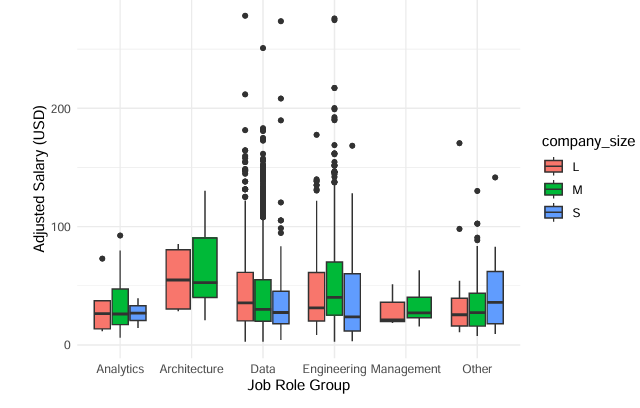 Adjusted Salary (USD)
200
100
0
Analytics Architecture Data Engineering Management Other
Job Role Group
company_size
L
M
S